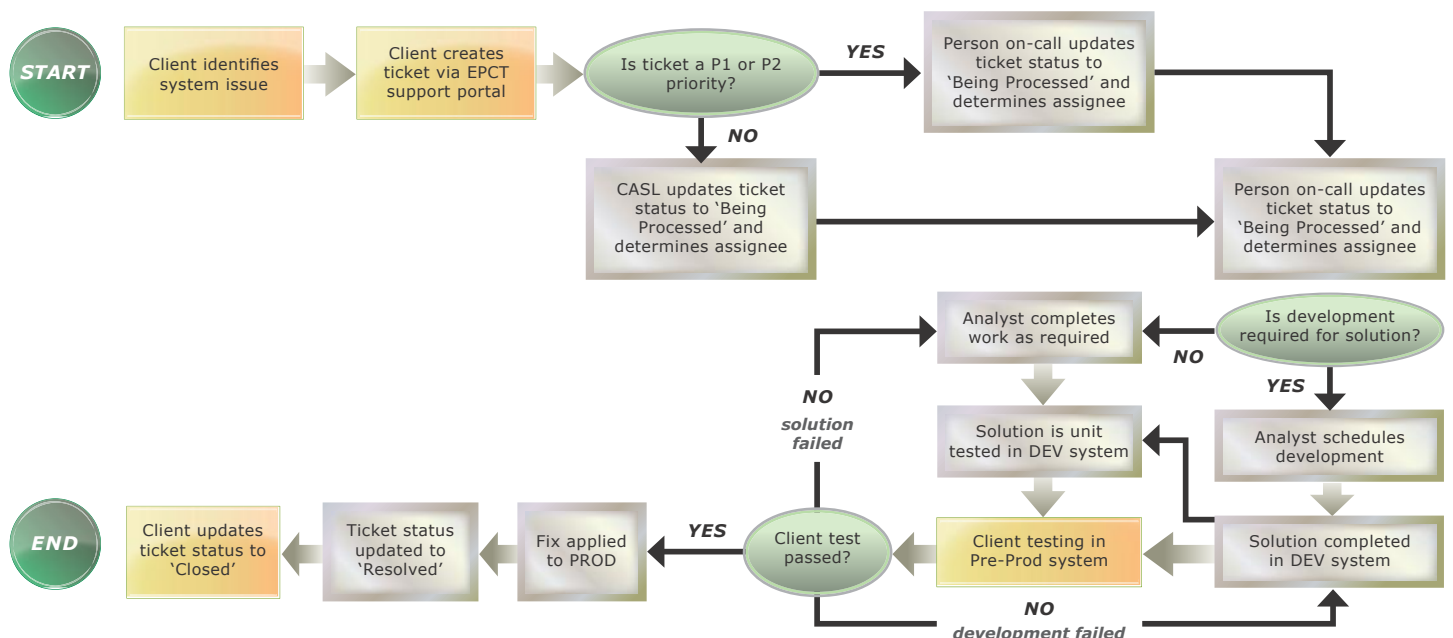 START
Client identifies
system issue
Client creates
ticket via EPCT
support portal
Is ticket a P1 or P2
priority?
YES
Person on-call updates
ticket status to
‘Being Processed’ and
determines assignee
NO
CASL updates ticket
status to ‘Being
Processed’ and
determines assignee
Person on-call updates
ticket status to
‘Being Processed’ and
determines assignee
Is development
required for solution?
NO
Analyst completes
work as required
YES
Analyst schedules
development
Solution is unit
tested in DEV system
Solution completed
in DEV system
Client testing in
Pre-Prod system
Client test
passed?
NO
solution
failed
NO
development failed
YES
Fix applied
to PROD
Ticket status
updated to
‘Resolved’
Client updates
ticket status to
‘Closed’
END